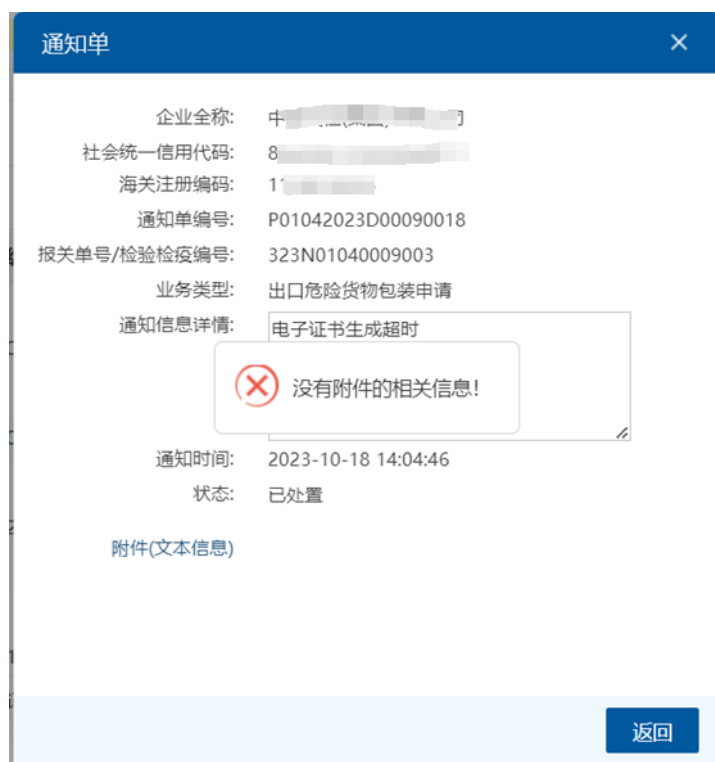 通知单
企业全称: 中
社会统一信用代码: 8
海关注册编码: 1
通知单编号: P01042023D00090018
报关单号/检验检疫编号: 323N01040009003
业务类型: 出口危险货物包装申请
通知信息详情: 电子证书生成超时
没有附件的相关信息!
通知时间: 2023-10-18 14:04:46
状态: 已处置
附件(文本信息)
返回